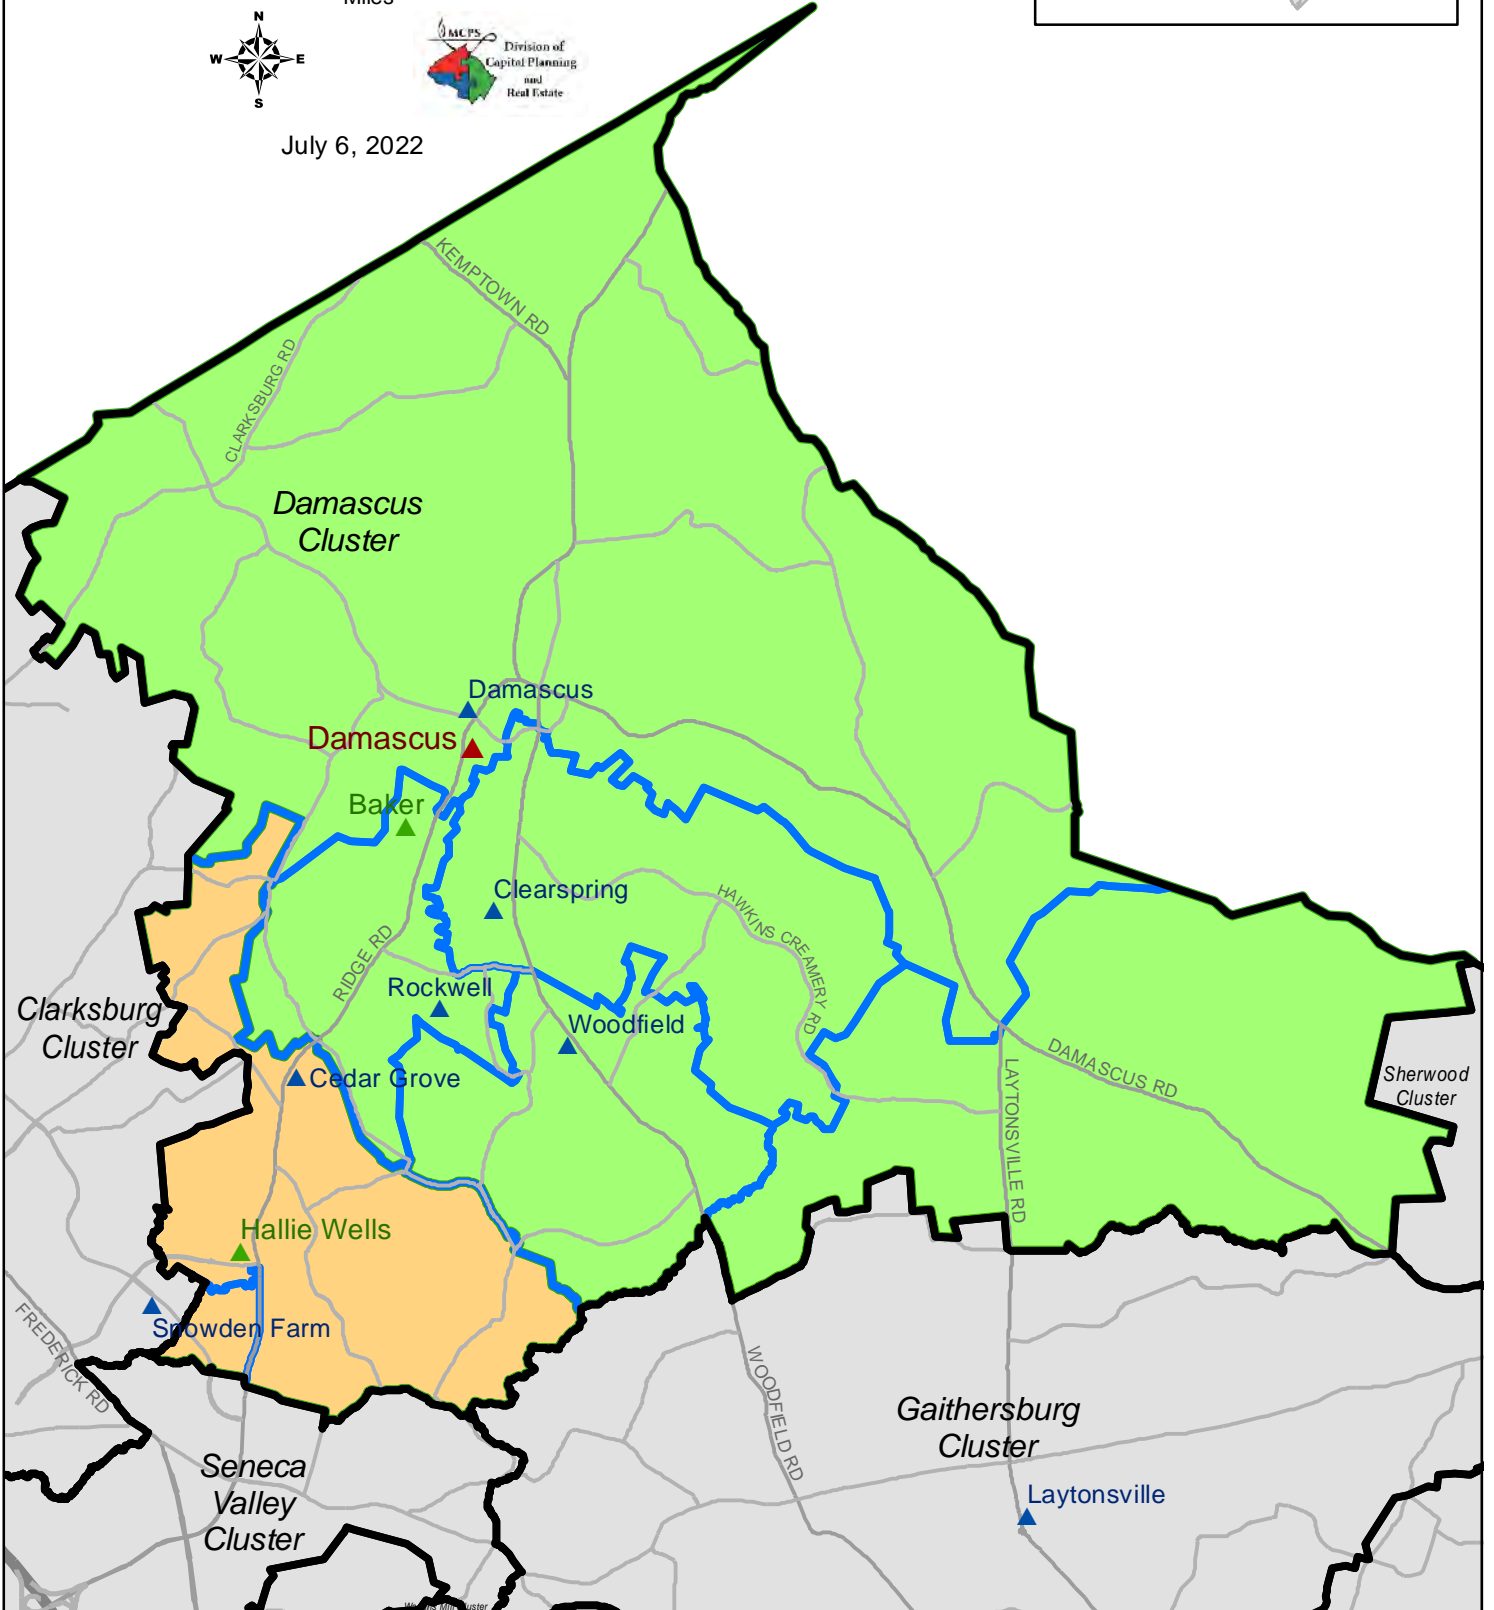 Miles
N
W E
S
MCPS
Division of
Capital Planning
and
Real Estate
July 6, 2022
KEMPTOWN RD
CLARKSBURG RD
Damascus
Cluster
Damascus
Damascus
Baker
Clearspring
HAWKINS CREAMERY RD
RIDGE RD
Rockwell
Woodfield
Clarksburg
Cluster
Cedar Grove
DAMASCUS RD
LAYTONSVILLE RD
Sherwood
Cluster
Hallie Wells
Snowden Farm
FREDERICK RD
WOODFIELD RD
Gaithersburg
Cluster
Seneca
Valley
Cluster
Laytonsville